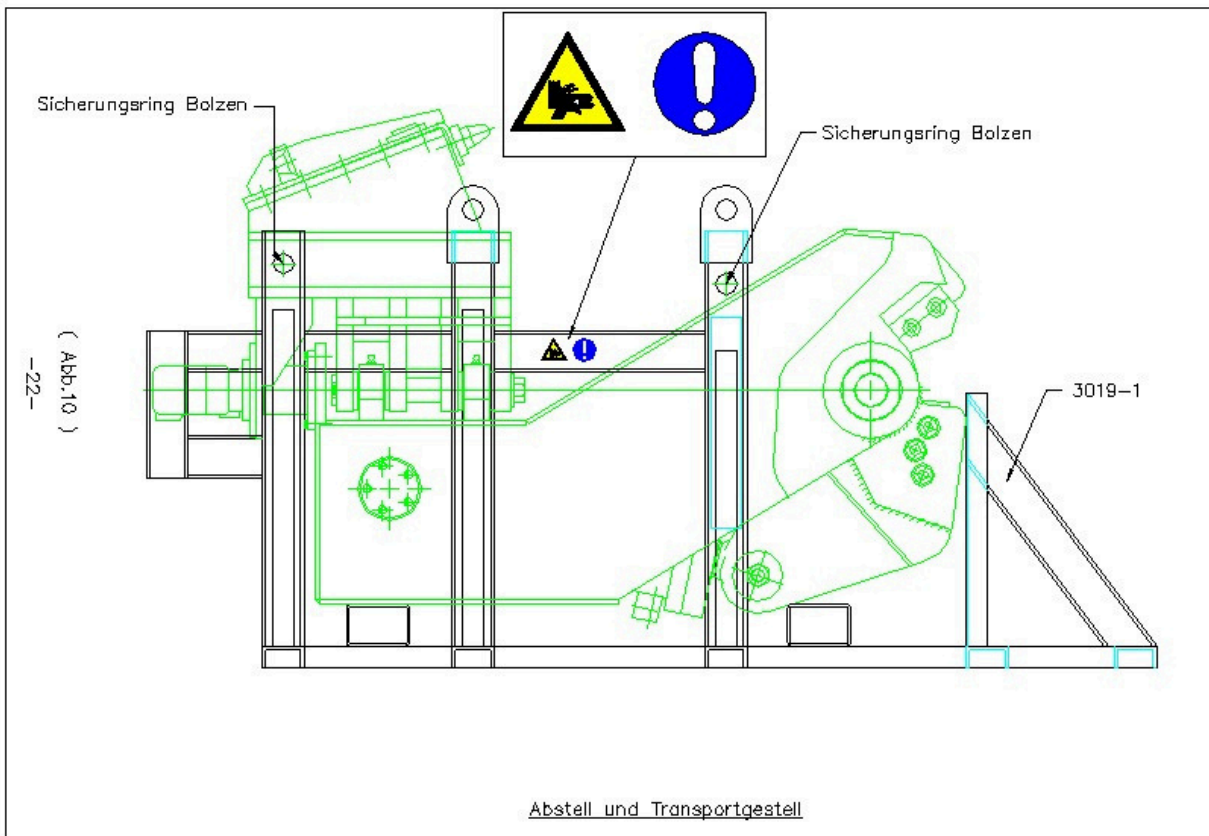 Sicherungsring Bolzen
Sicherungsring Bolzen
3019-1
( Abb.10 )
-22-
Abstell und Transportgestell